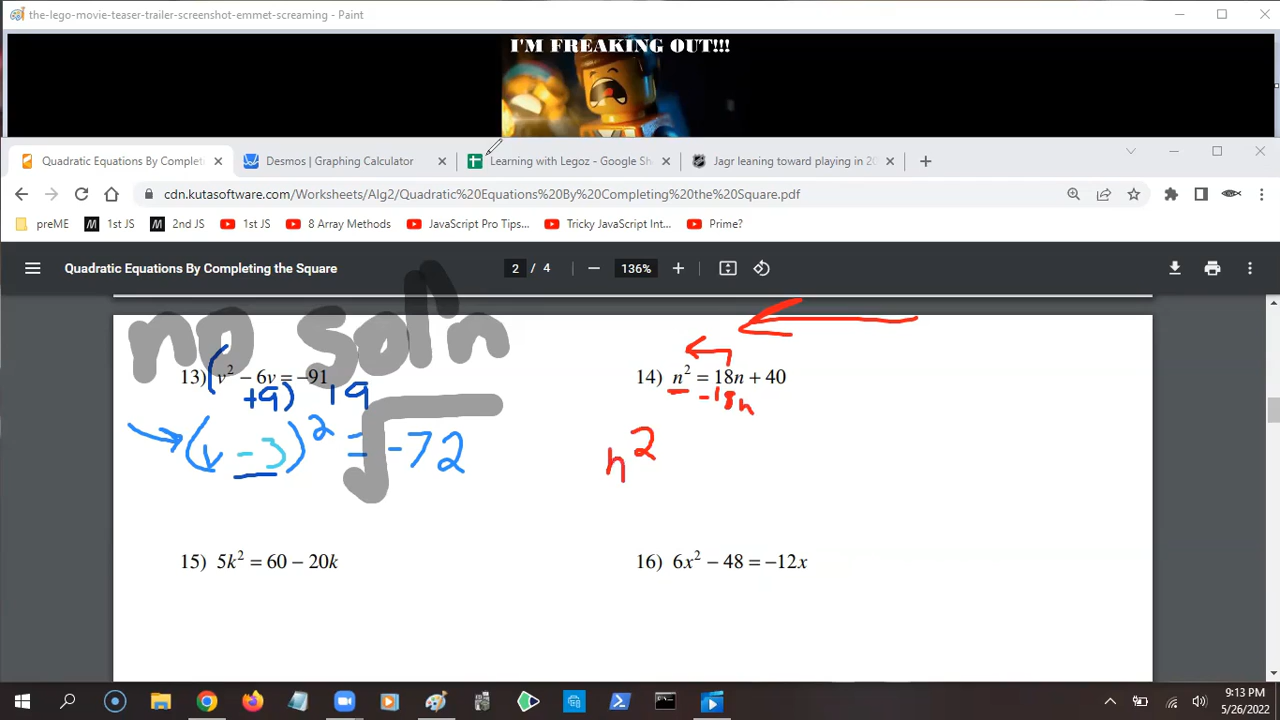 the-lego-movie-teaser-trailer-screenshot-emmet-screaming - Paint
I'M FREAKING OUT!!!
Quadratic Equations By Complet
Desmos | Graphing Calculator
Learning with Legoz - Google Sh
Jagr leaning toward playing in 20
cdn.kutasoftware.com/Worksheets/Alg2/Quadratic%20Equations%20By%20Completing%20the%20Square.pdf
preME
1st JS
2nd JS
1st JS
8 Array Methods
JavaScript Pro Tips...
Tricky JavaScript Int...
Prime?
Quadratic Equations By Completing the Square
2 / 4
136%
no soln
13) v² − 6v = −91
+9) +9
(v -3)² = √-72
14) n² = 18n + 40
-18n
n²
15) 5k² = 60 − 20k
16) 6x² − 48 = −12x
9:13 PM
5/26/2022